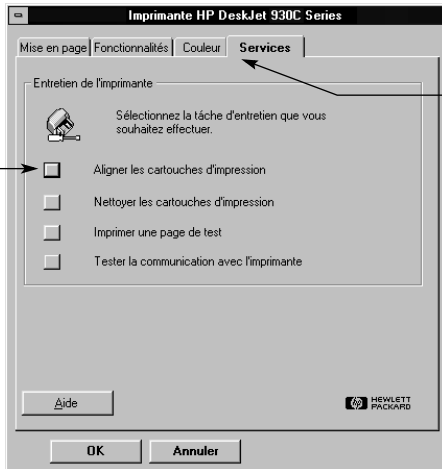 Imprimante HP DeskJet 930C Series
Mise en page Fonctionnalités Couleur Services
Entretien de l'imprimante
Sélectionnez la tâche d'entretien que vous
souhaitez effectuer.
Aligner les cartouches d'impression
Nettoyer les cartouches d'impression
Imprimer une page de test
Tester la communication avec l'imprimante
Aide
hp HEWLETT
PACKARD
OK Annuler